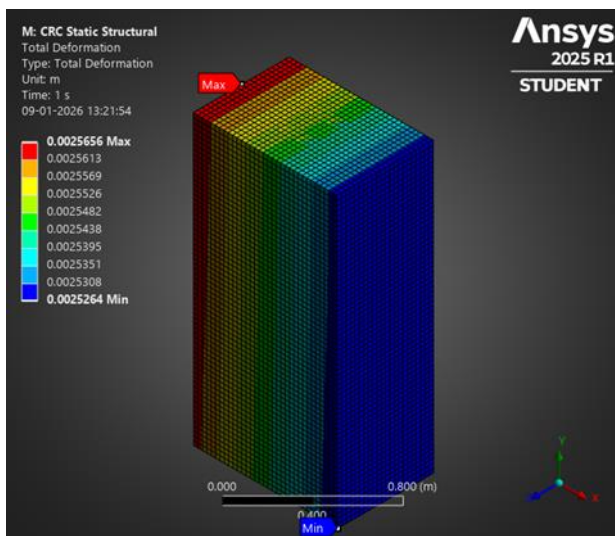 M: CRC Static Structural
Total Deformation
Type: Total Deformation
Unit: m
Time: 1 s
09-01-2026 13:21:54
0.0025656 Max
0.0025613
0.0025569
0.0025526
0.0025482
0.0025438
0.0025395
0.0025351
0.0025308
0.0025264 Min
Ansys
2025 R1
STUDENT
Max
0.000
0.800 (m)
0.400
Min
Y
X